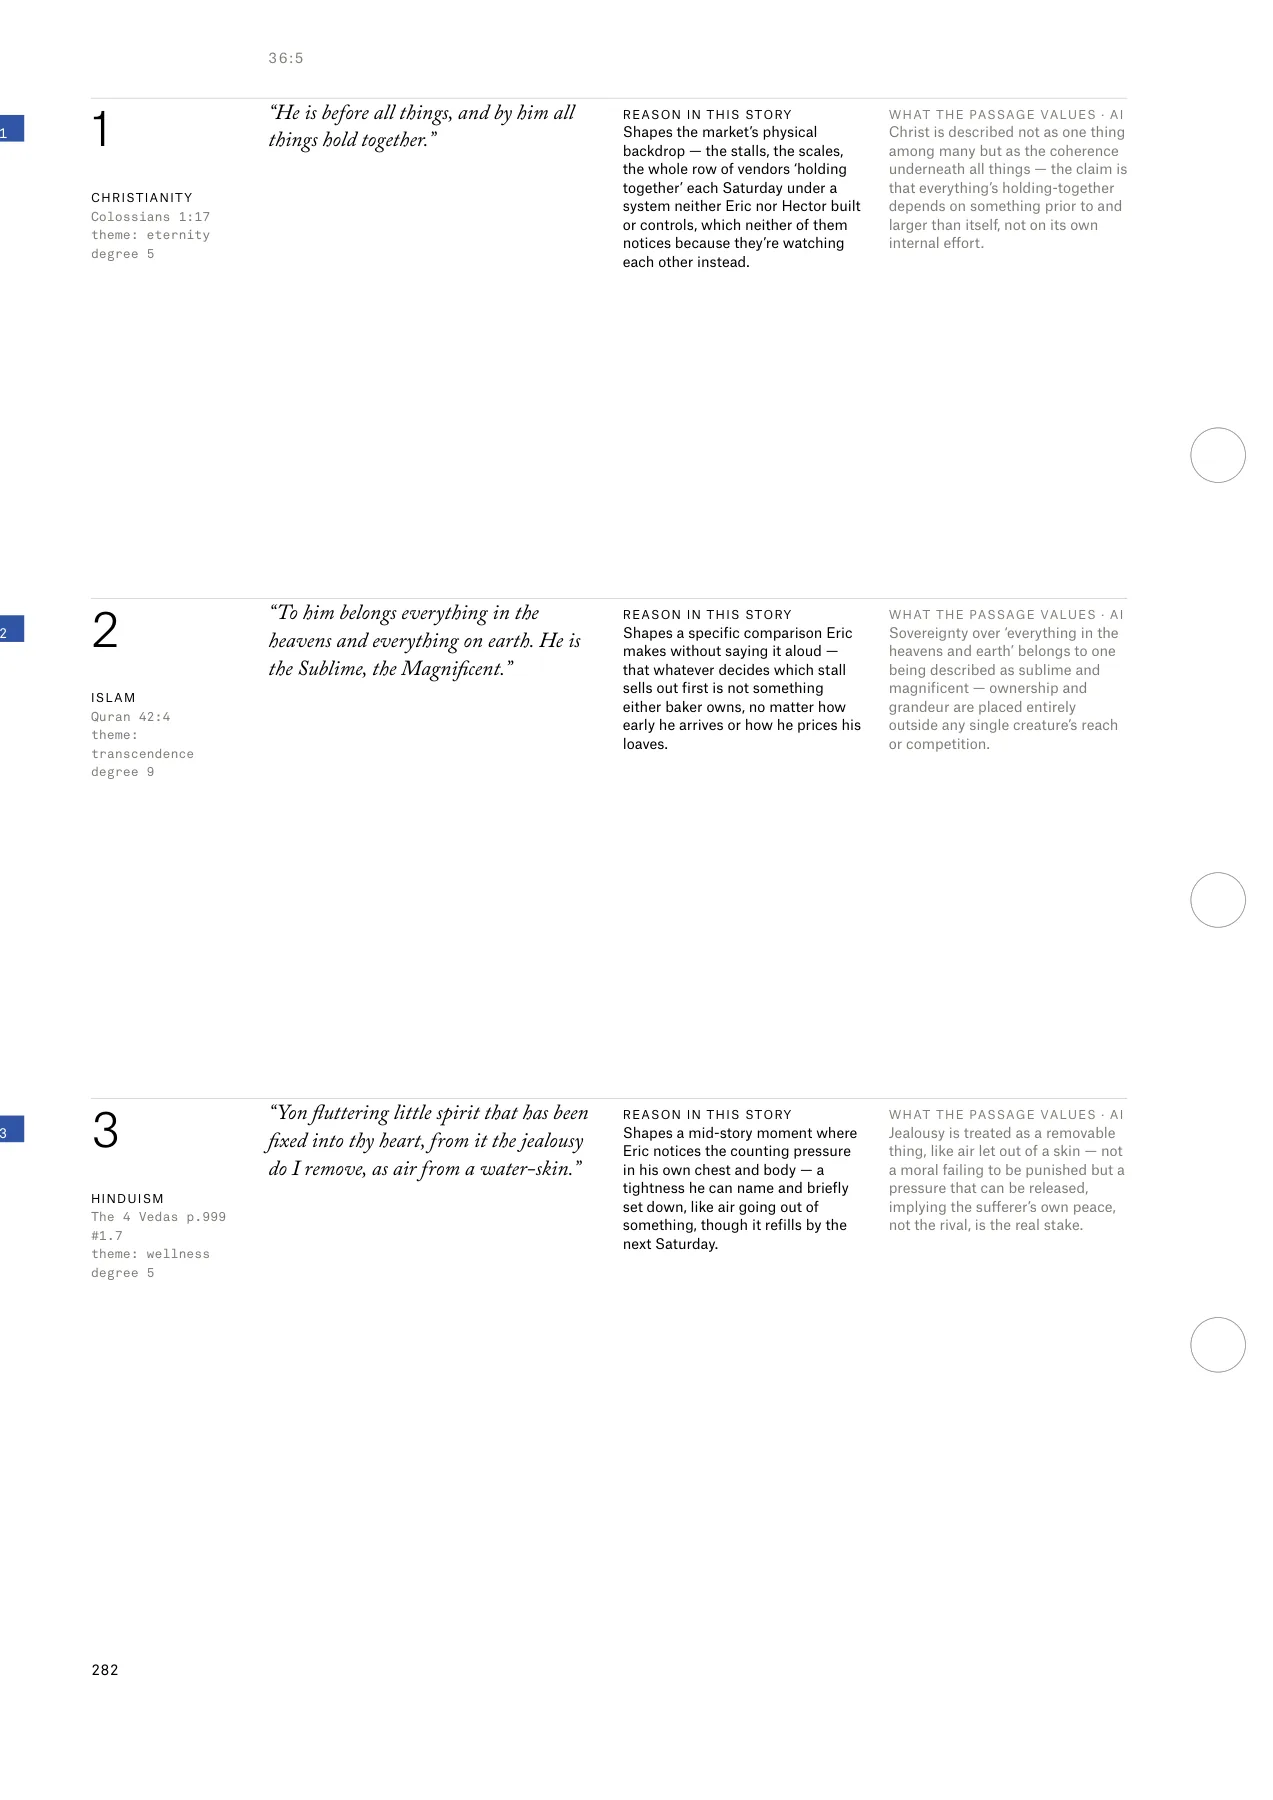 36:5
1
1
“He is before all things, and by him all
things hold together.”
CHRISTIANITY
Colossians 1:17
theme: eternity
degree 5
REASON IN THIS STORY
Shapes the market’s physical
backdrop — the stalls, the scales,
the whole row of vendors ‘holding
together’ each Saturday under a
system neither Eric nor Hector built
or controls, which neither of them
notices because they’re watching
each other instead.
WHAT THE PASSAGE VALUES · AI
Christ is described not as one thing
among many but as the coherence
underneath all things — the claim is
that everything’s holding-together
depends on something prior to and
larger than itself, not on its own
internal effort.
2
2
“To him belongs everything in the
heavens and everything on earth. He is
the Sublime, the Magnificent.”
ISLAM
Quran 42:4
theme:
transcendence
degree 9
REASON IN THIS STORY
Shapes a specific comparison Eric
makes without saying it aloud —
that whatever decides which stall
sells out first is not something
either baker owns, no matter how
early he arrives or how he prices his
loaves.
WHAT THE PASSAGE VALUES · AI
Sovereignty over ‘everything in the
heavens and earth’ belongs to one
being described as sublime and
magnificent — ownership and
grandeur are placed entirely
outside any single creature’s reach
or competition.
3
3
“Yon fluttering little spirit that has been
fixed into thy heart, from it the jealousy
do I remove, as air from a water-skin.”
HINDUISM
The 4 Vedas p.999
#1.7
theme: wellness
degree 5
REASON IN THIS STORY
Shapes a mid-story moment where
Eric notices the counting pressure
in his own chest and body — a
tightness he can name and briefly
set down, like air going out of
something, though it refills by the
next Saturday.
WHAT THE PASSAGE VALUES · AI
Jealousy is treated as a removable
thing, like air let out of a skin — not
a moral failing to be punished but a
pressure that can be released,
implying the sufferer’s own peace,
not the rival, is the real stake.
282